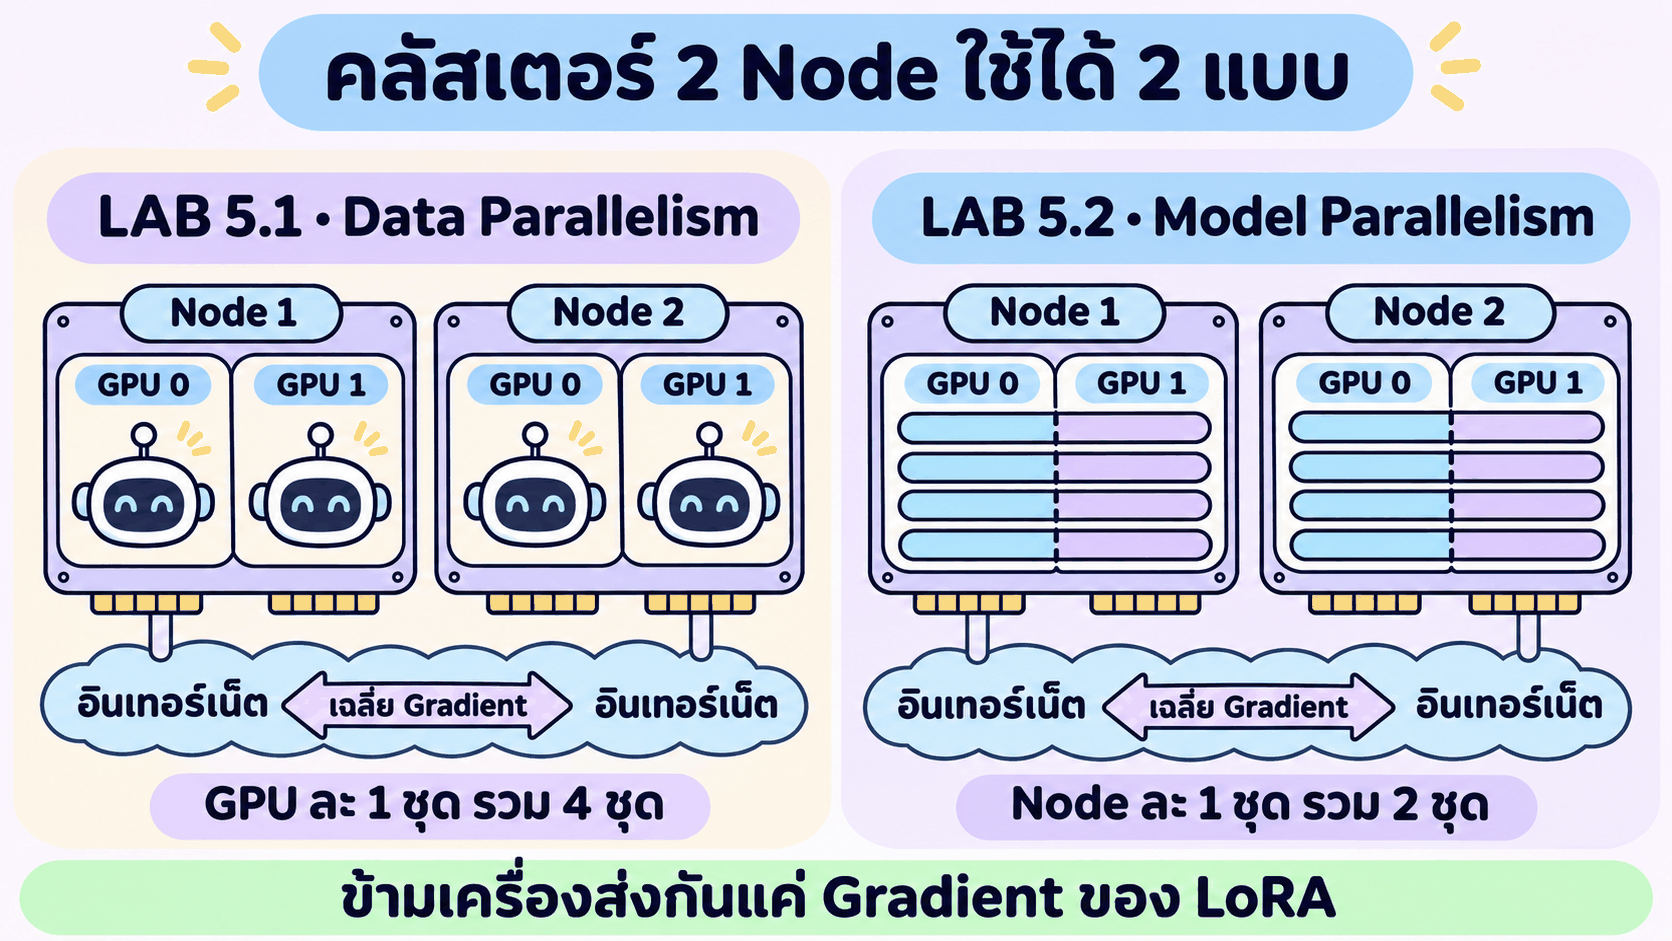 คลัสเตอร์ 2 Node ใช้ได้ 2 แบบ
LAB 5.1 • Data Parallelism
Node 1
Node 2
GPU 0
GPU 1
GPU 0
GPU 1
อินเทอร์เน็ต
เฉลี่ย Gradient
อินเทอร์เน็ต
GPU ละ 1 ชุด รวม 4 ชุด
LAB 5.2 • Model Parallelism
Node 1
Node 2
GPU 0
GPU 1
GPU 0
GPU 1
อินเทอร์เน็ต
เฉลี่ย Gradient
อินเทอร์เน็ต
Node ละ 1 ชุด รวม 2 ชุด
ข้ามเครื่องส่งกันแค่ Gradient ของ LoRA